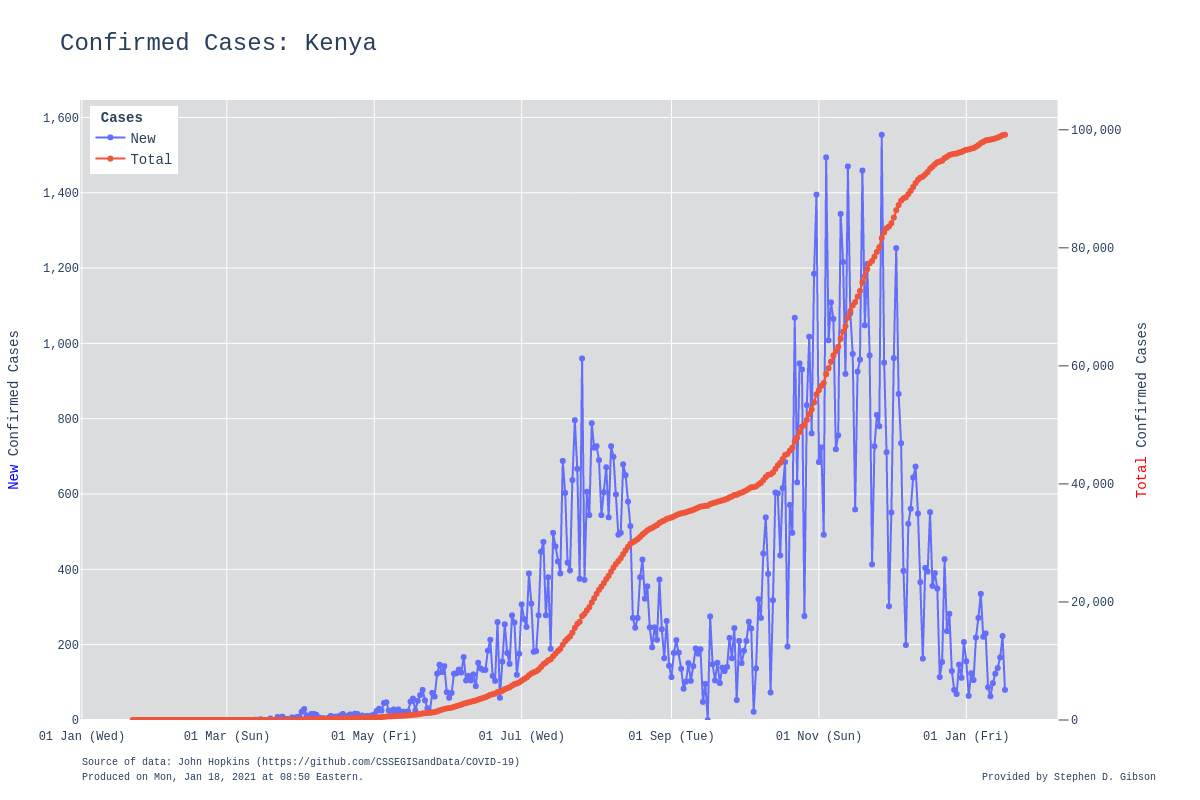 Confirmed Cases: Kenya
Cases
New
Total
1,600
1,400
1,200
1,000
800
600
400
200
0
New Confirmed Cases
100,000
80,000
60,000
40,000
20,000
0
Total Confirmed Cases
01 Jan (Wed) 01 Mar (Sun) 01 May (Fri) 01 Jul (Wed) 01 Sep (Tue) 01 Nov (Sun) 01 Jan (Fri)
Source of data: John Hopkins (https://github.com/CSSEGISandData/COVID-19)
Produced on Mon, Jan 18, 2021 at 08:50 Eastern.
Provided by Stephen D. Gibson